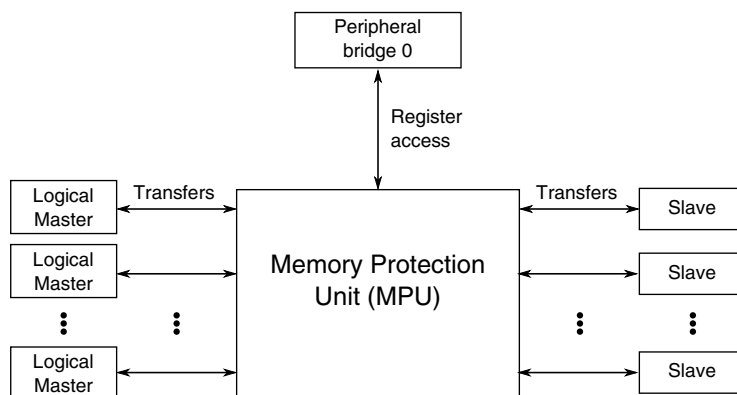 Peripheral
bridge 0
Register
access
Logical
Master
Transfers
Memory Protection
Unit (MPU)
Transfers
Slave
Logical
Master
Slave
Logical
Master
Slave